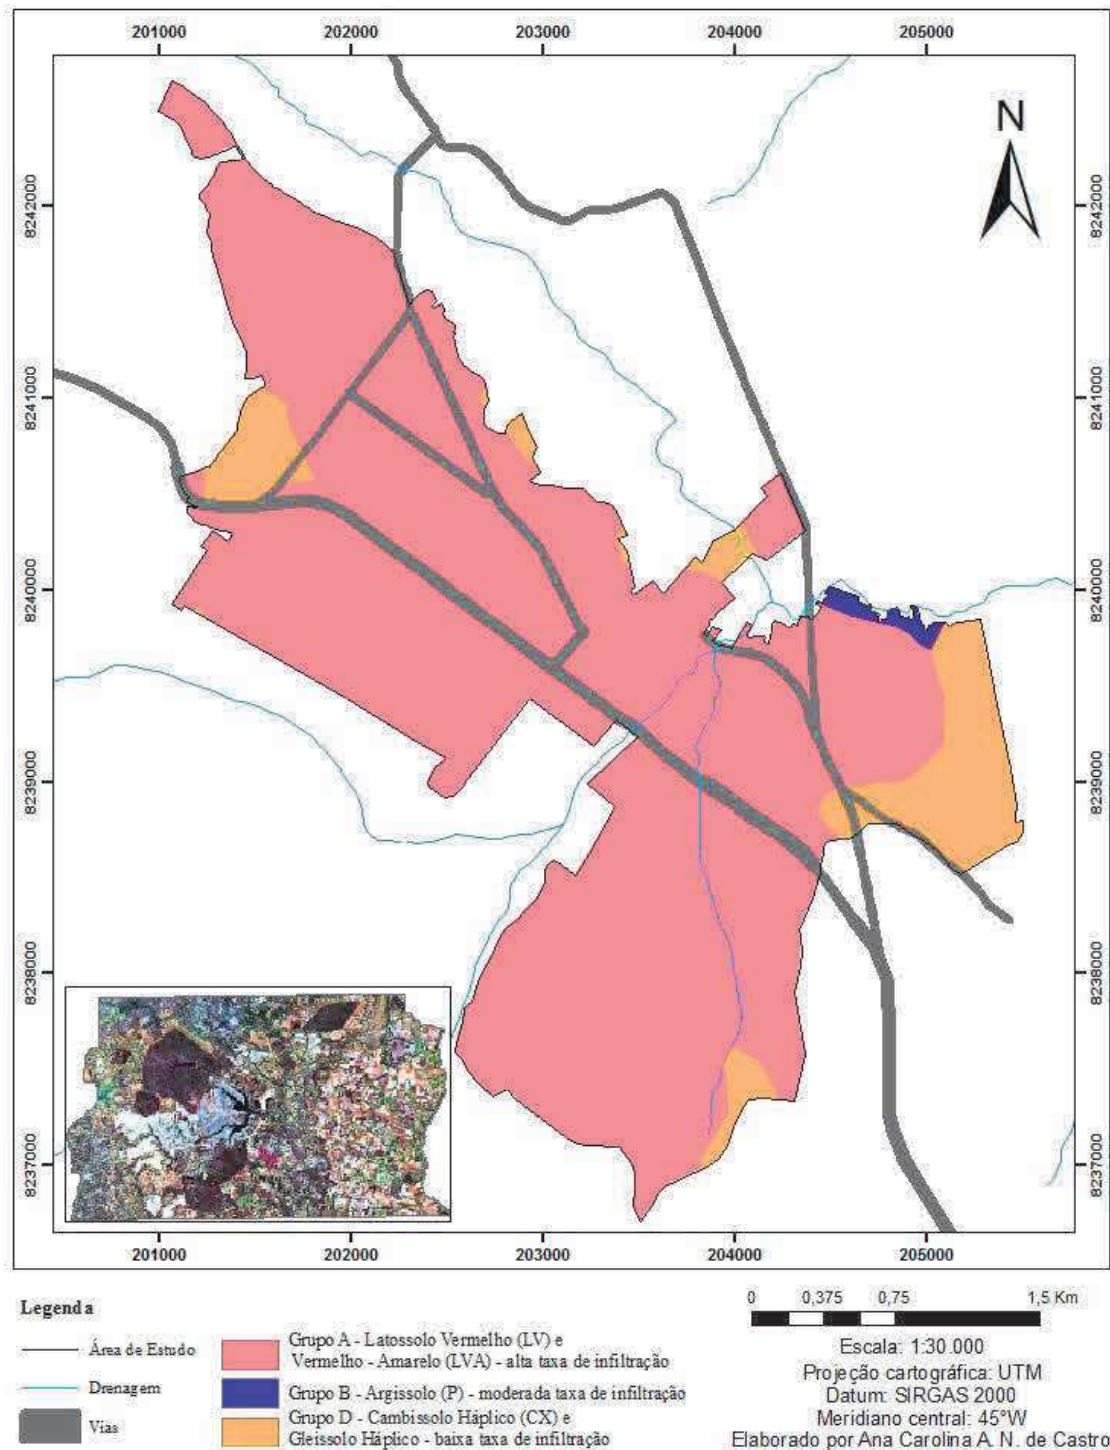 201000 202000 203000 204000 205000
N
8242000 8242000
8241000 8241000
8240000 8240000
8239000 8239000
8238000 8238000
8237000 8237000
201000 202000 203000 204000 205000
Legenda
Área de Estudo
Drenagem
Vias
Grupo A - Latossolo Vermelho (LV) e
Vermelho - Amarelo (LVA) - alta taxa de infiltração
Grupo B - Argissolo (P) - moderada taxa de infiltração
Grupo D - Cambissolo Háplico (CX) e
Gleissolo Háplico - baixa taxa de infiltração
0 0,375 0,75 1,5 Km
Escala: 1:30.000
Projeção cartográfica: UTM
Datum: SIRGAS 2000
Meridiano central: 45°W
Elaborado por Ana Carolina A. N. de Castro